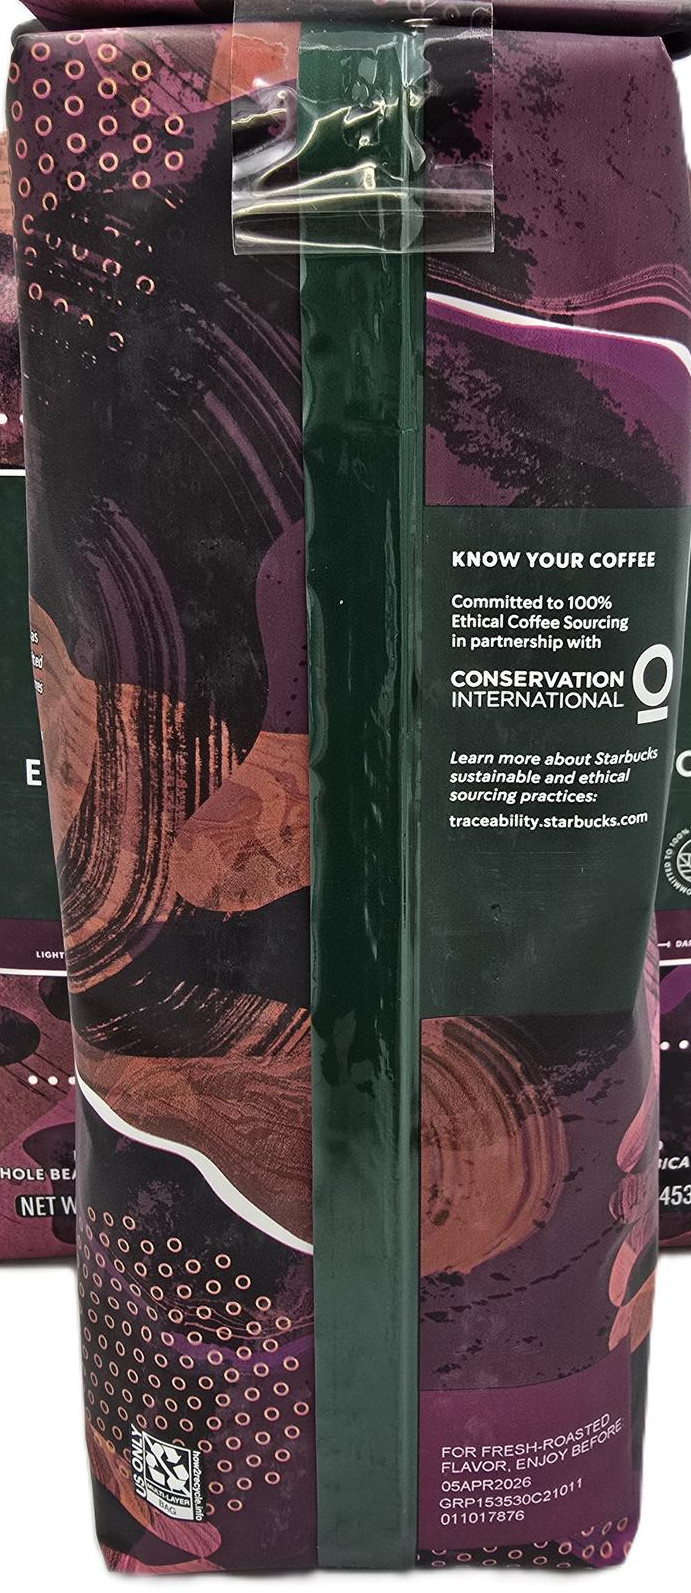 KNOW YOUR COFFEE
Committed to 100%
Ethical Coffee Sourcing
in partnership with
CONSERVATION
INTERNATIONAL
Learn more about Starbucks
sustainable and ethical
sourcing practices:
traceability.starbucks.com
LIGHT
HOLE BEA
NET W
453
US ONLY
MULTI-LAYER
BAG
how2recycle.info
FOR FRESH-ROASTED
FLAVOR, ENJOY BEFORE:
05APR2026
GRP153530C21011
011017876